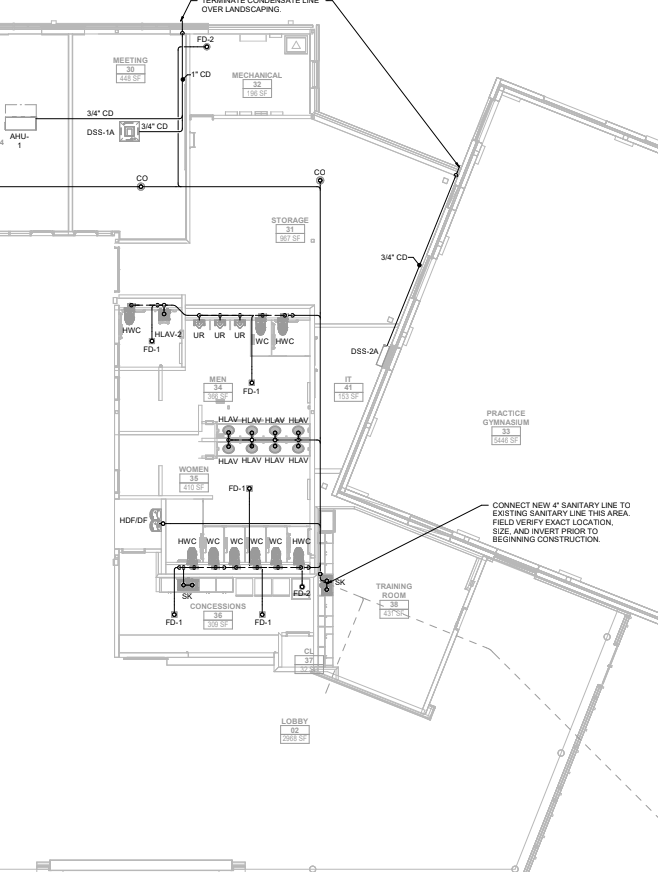 TERMINATE CONDENSATE LINE
OVER LANDSCAPING.
FD-2
MEETING
30
448 SF
1" CD
MECHANICAL
32
196 SF
3/4" CD
AHU-
1
4
DSS-1A
3/4" CD
CO
CO
STORAGE
31
967 SF
3/4" CD
HWC
HLAV-2
UR
UR
UR
WC
HWC
FD-1
DSS-2A
MEN
34
366 SF
FD-1
IT
41
153 SF
HLAV
HLAV
HLAV
HLAV
PRACTICE
GYMNASIUM
33
5446 SF
HLAV
HLAV
HLAV
HLAV
WOMEN
35
410 SF
FD-1
CONNECT NEW 4" SANITARY LINE TO
EXISTING SANITARY LINE THIS AREA.
FIELD VERIFY EXACT LOCATION,
SIZE, AND INVERT PRIOR TO
BEGINNING CONSTRUCTION.
HDF/DF
HWC
WC
WC
WC
WC
HWC
SK
FD-2
SK
TRAINING
ROOM
38
437 SF
CONCESSIONS
36
309 SF
FD-1
FD-1
CL
37
LOBBY
02
2968 SF